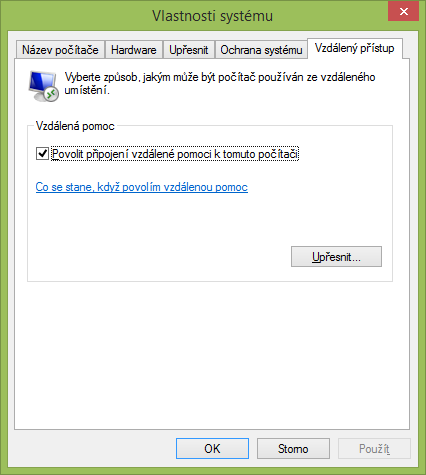 Vlastnosti systému
Název počítače
Hardware
Upřesnit
Ochrana systému
Vzdálený přístup
Vyberte způsob, jakým může být počítač používán ze vzdáleného
umístění.
Vzdálená pomoc
Povolit připojení vzdálené pomoci k tomuto počítači
Co se stane, když povolím vzdálenou pomoc
Upřesnit...
OK
Storno
Použít